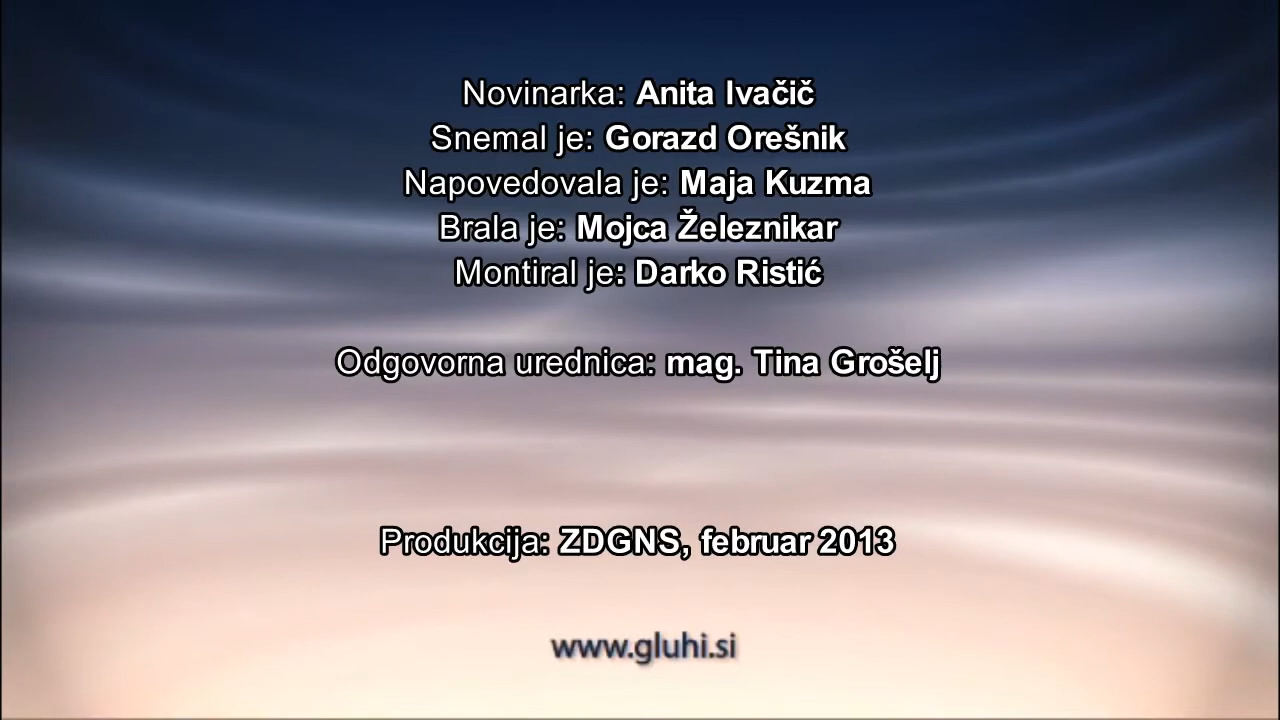 Novinarka: Anita Ivačič
Snemal je: Gorazd Orešnik
Napovedovala je: Maja Kuzma
Brala je: Mojca Železnikar
Montiral je: Darko Ristić
Odgovorna urednica: mag. Tina Grošelj
Produkcija: ZDGNS, februar 2013
www.gluhi.si